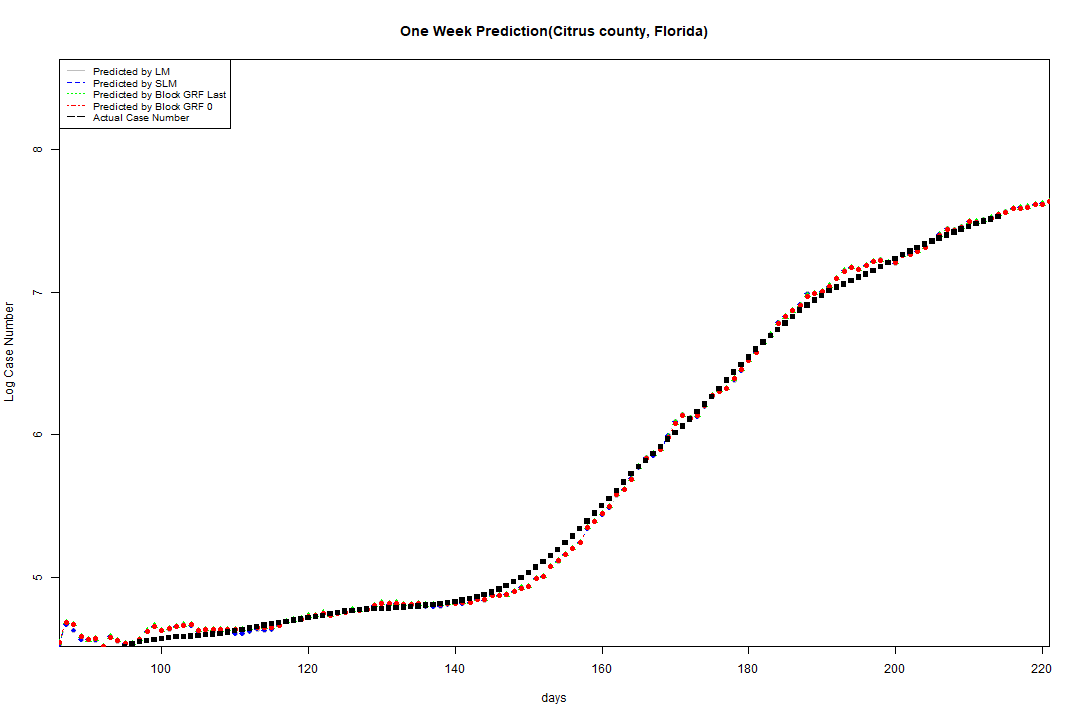 One Week Prediction(Citrus county, Florida)
Predicted by LM
Predicted by SLM
Predicted by Block GRF Last
Predicted by Block GRF 0
Actual Case Number
8
7
6
5
Log Case Number
100 120 140 160 180 200 220
days